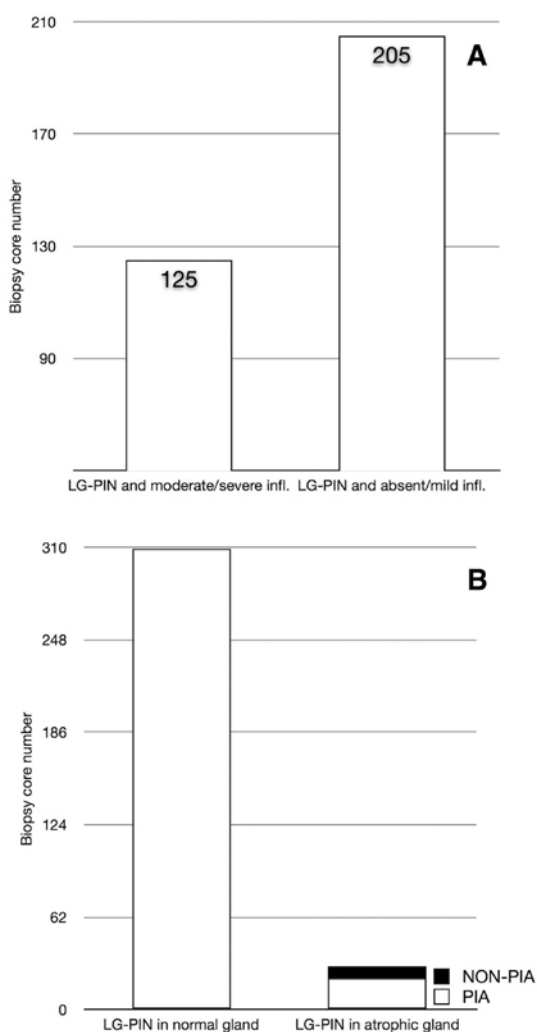 210
A
205
170
Biopsy core number
130
125
90
LG-PIN and moderate/severe infl. LG-PIN and absent/mild infl.
310
B
248
186
Biopsy core number
124
62
NON-PIA
PIA
0
LG-PIN in normal gland LG-PIN in atrophic gland